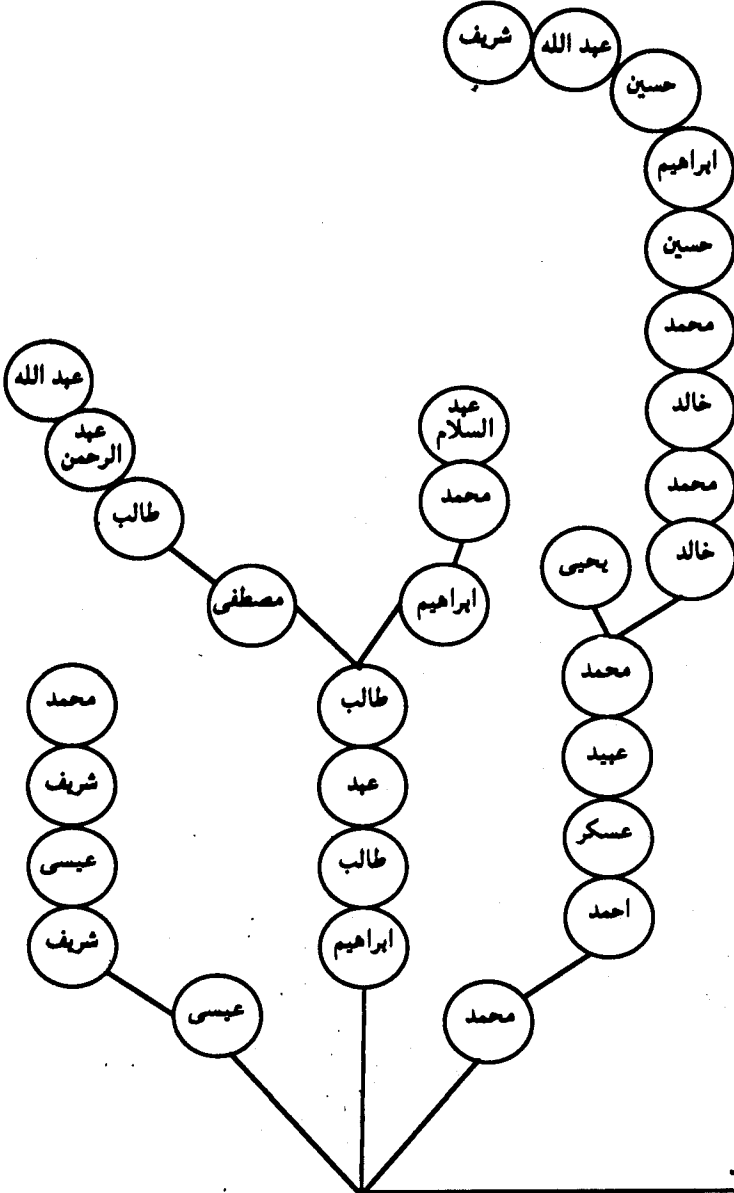 شريف
عبد الله
حسين
ابراهيم
حسين
محمد
خالد
محمد
خالد
يحيى
محمد
عبيد
عسكر
احمد
محمد
عبد
السلام
محمد
ابراهيم
عبد الله
عبد
الرحمن
طالب
مصطفى
طالب
عبد
طالب
ابراهيم
محمد
شريف
عيسى
شريف
عيسى